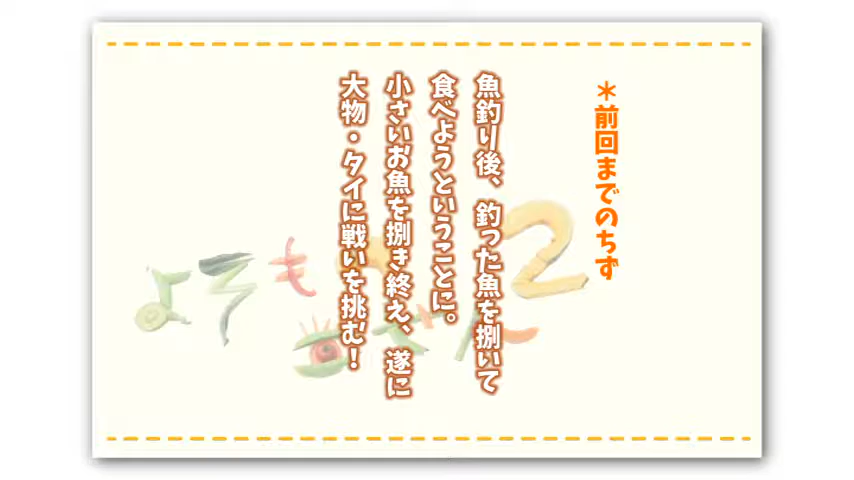 *前回までのちず
魚釣り後、釣った魚を捌いて
食べようということに。
小さいお魚を捌き終え、遂に
大物・タイに戦いを挑む！